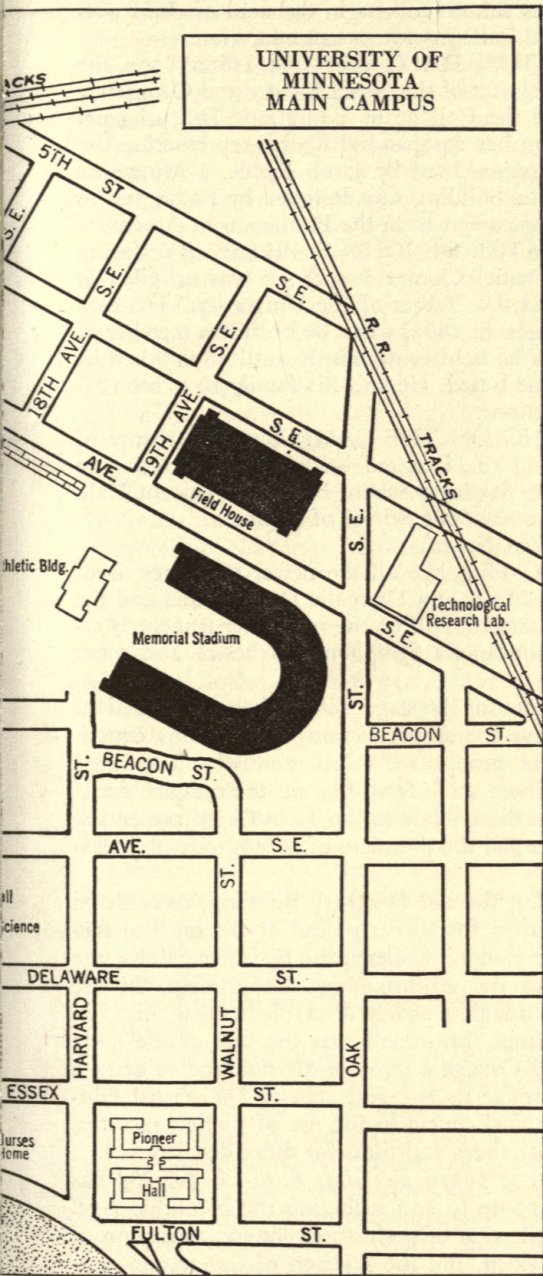 UNIVERSITY OF
MINNESOTA
MAIN CAMPUS
TRACKS
5TH ST S. E.
S. E.
S. E.
S. E.
R. R.
TRACKS
18TH AVE.
S. E.
19TH AVE.
S. E.
AVE
Field House
S. E.
Athletic Bldg.
Technological
Research Lab.
S. E.
Memorial Stadium
ST.
BEACON ST.
ST.
BEACON ST.
AVE. S. E.
ST.
all
Science
DELAWARE ST.
HARVARD
WALNUT
OAK
ESSEX ST.
Nurses
Home
Pioneer
Hall
FULTON ST.